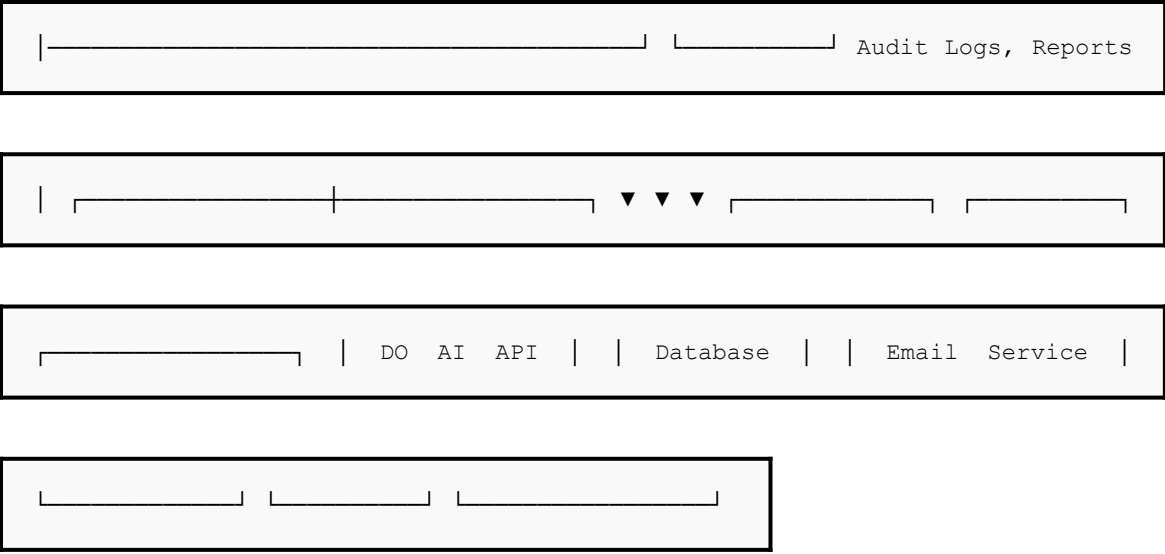 │─────────────────────────────────────────┘ └──────────┘ Audit Logs, Reports
│ ┌─────────────────┼─────────────────┐ ▼ ▼ ▼ ┌─────────────┐ ┌──────────┐
┌─────────────────┐ │ DO AI API │ │ Database │ │ Email Service │
└─────────────┘ └──────────┘ └─────────────────┘